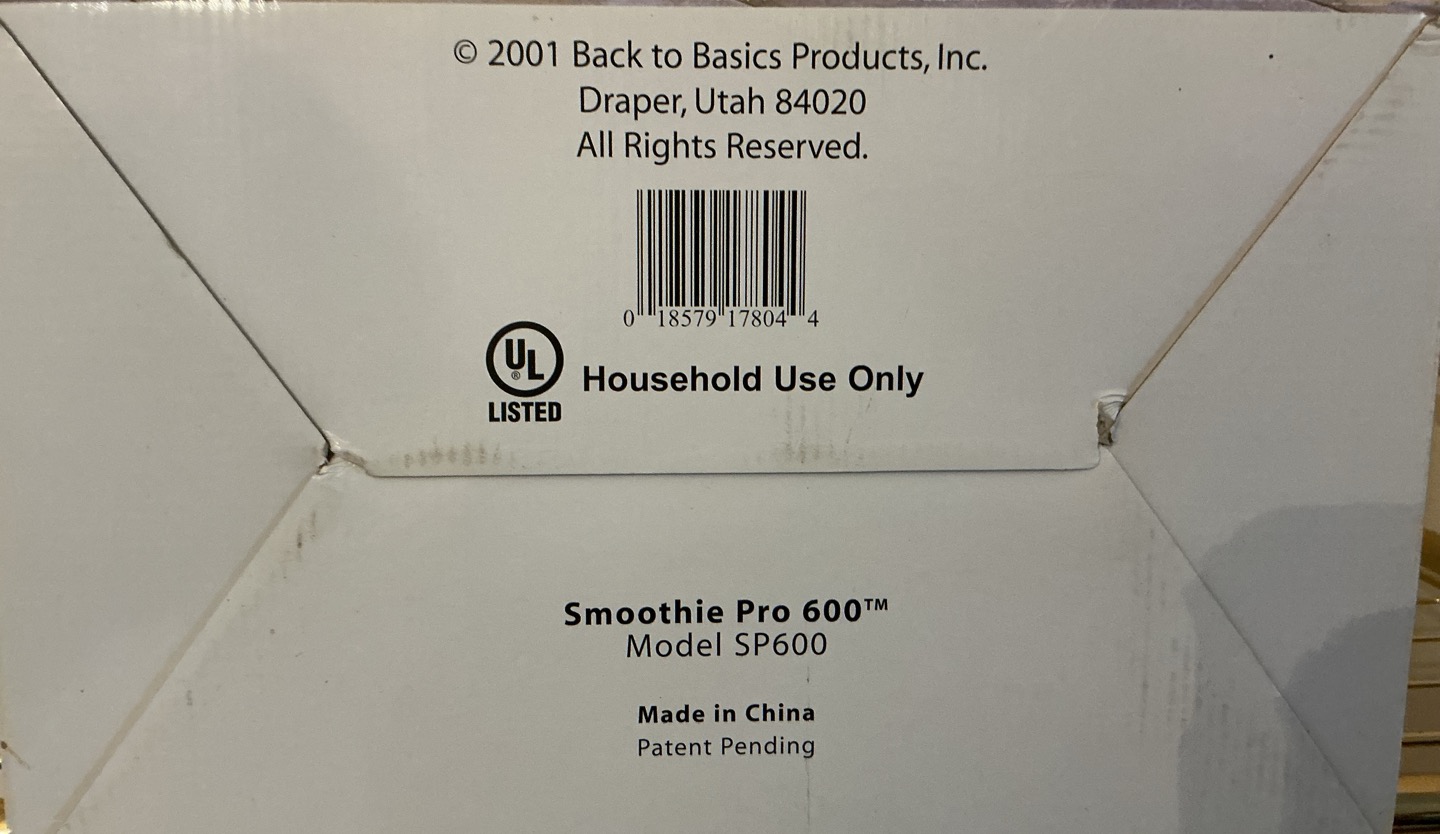 © 2001 Back to Basics Products, Inc.
Draper, Utah 84020
All Rights Reserved.
0 18579 17804 4
UL
®
LISTED
Household Use Only
Smoothie Pro 600™
Model SP600
Made in China
Patent Pending